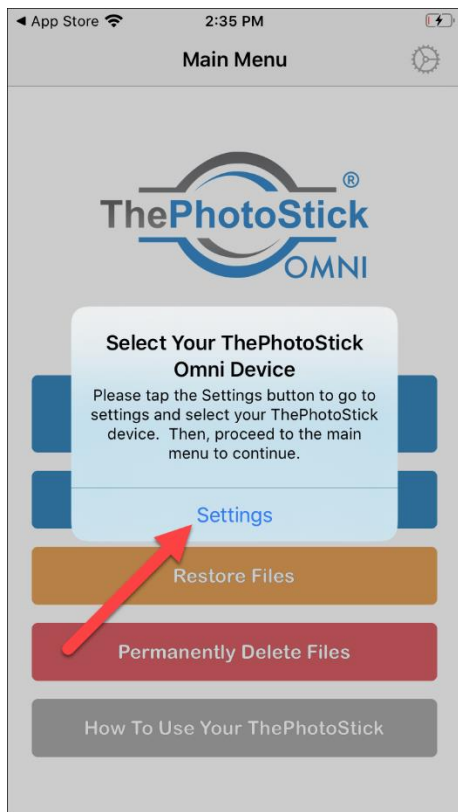 ◀ App Store 2:35 PM
Main Menu
®
ThePhotoStick
OMNI
Select Your ThePhotoStick
Omni Device
Please tap the Settings button to go to
settings and select your ThePhotoStick
device. Then, proceed to the main
menu to continue.
Settings
Restore Files
Permanently Delete Files
How To Use Your ThePhotoStick